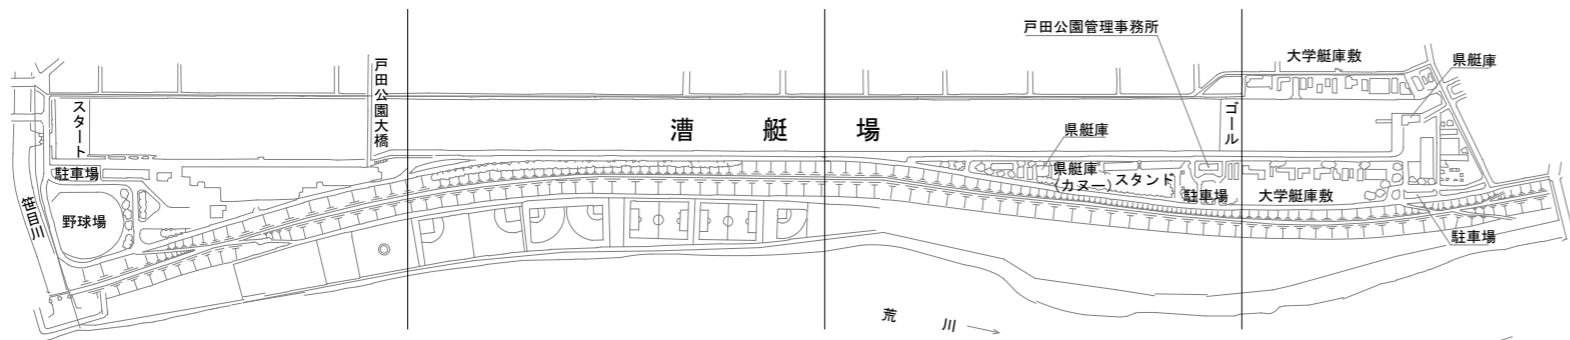 戸田公園管理事務所
大学艇庫敷
県艇庫
戸田公園大橋
スタート
漕艇場
ゴール
県艇庫
駐車場
県艇庫
(カヌー)
スタンド
駐車場
大学艇庫敷
笹目川
野球場
駐車場
荒川